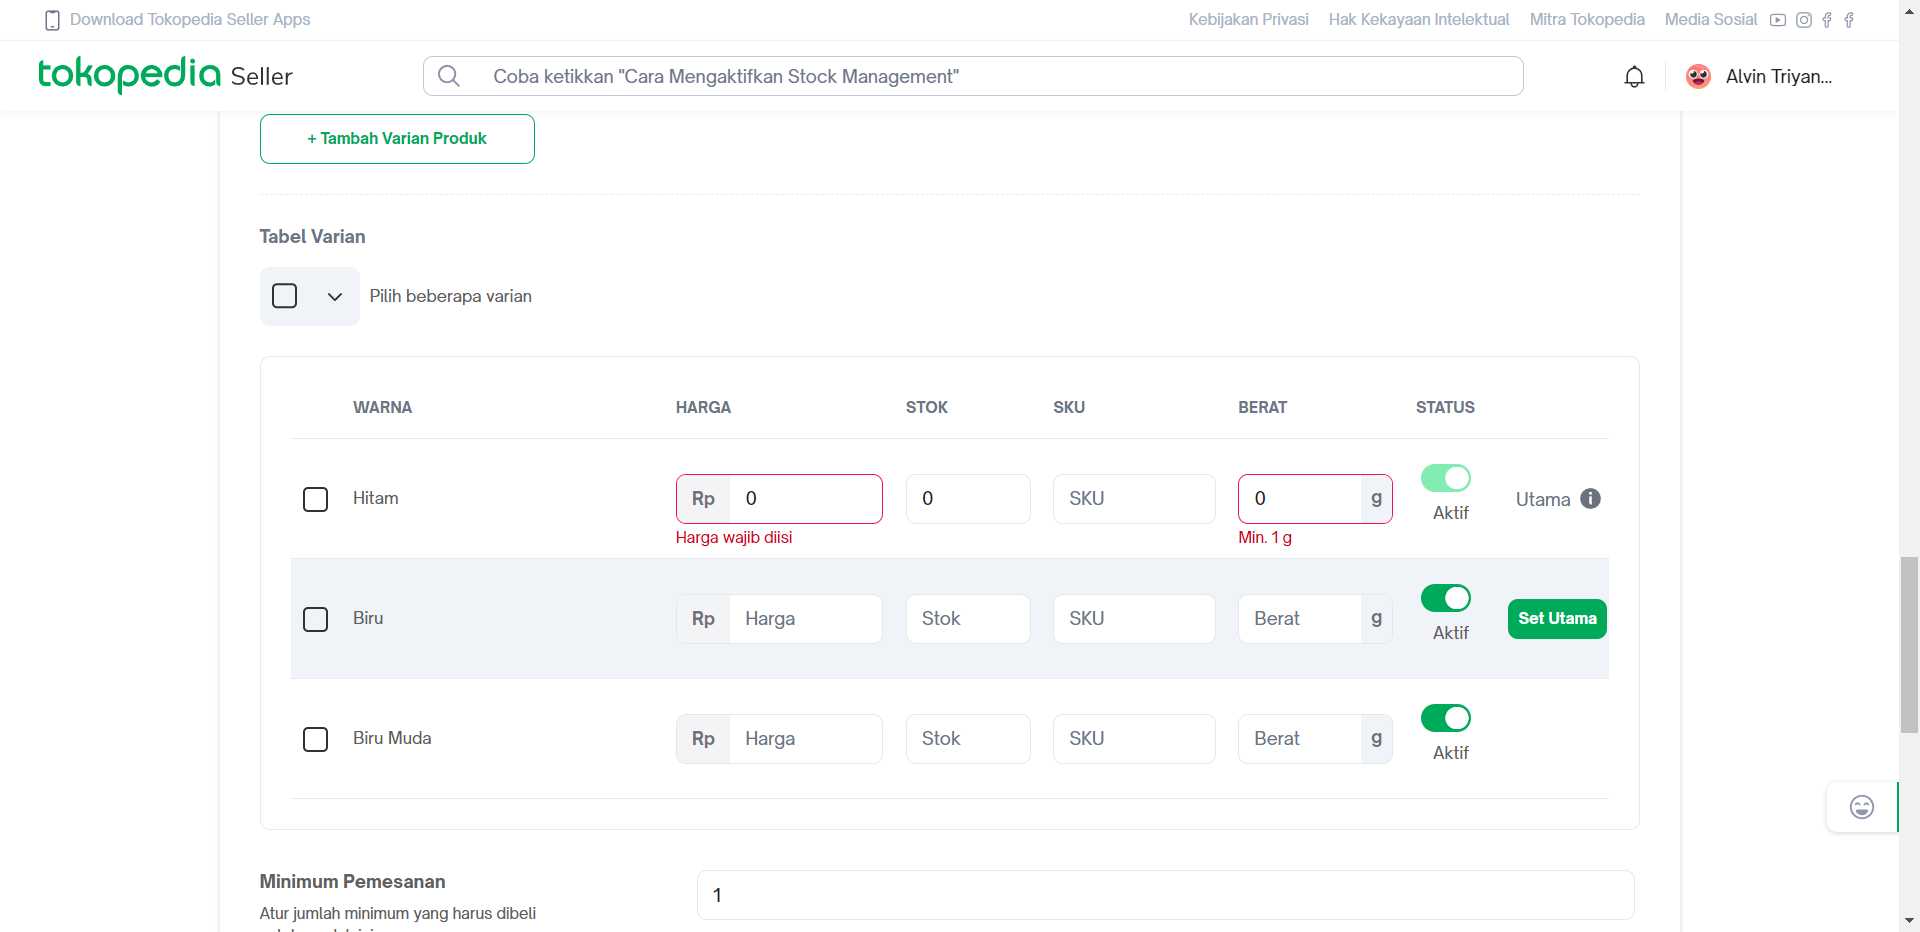 Download Tokopedia Seller Apps
Kebijakan Privasi Hak Kekayaan Intelektual Mitra Tokopedia Media Sosial
tokopedia Seller
Coba ketikkan "Cara Mengaktifkan Stock Management"
Alvin Triyan...
+ Tambah Varian Produk
Tabel Varian
Pilih beberapa varian
WARNA HARGA STOK SKU BERAT STATUS
Hitam Rp 0 0 SKU 0 g Aktif Utama
Harga wajib diisi Min. 1 g
Biru Rp Harga Stok SKU Berat g Aktif Set Utama
Biru Muda Rp Harga Stok SKU Berat g Aktif
Minimum Pemesanan
1
Atur jumlah minimum yang harus dibeli